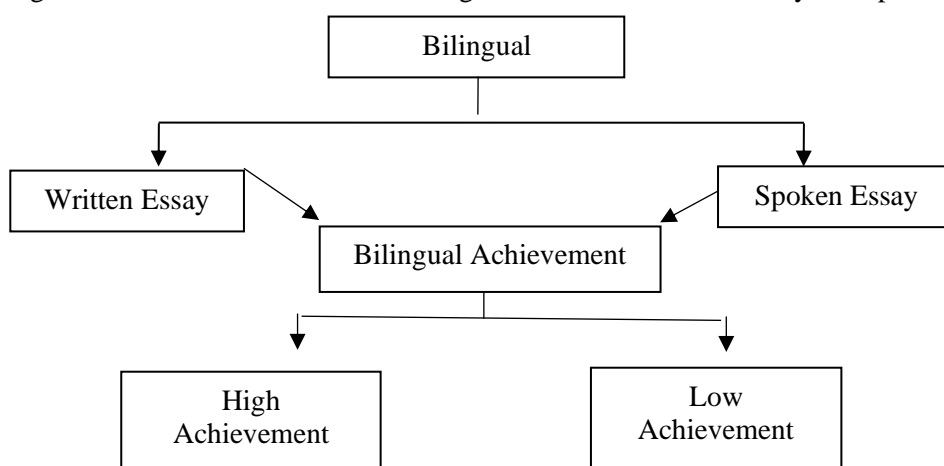 Bilingual
Written Essay
Spoken Essay
Bilingual Achievement
High
Achievement
Low
Achievement